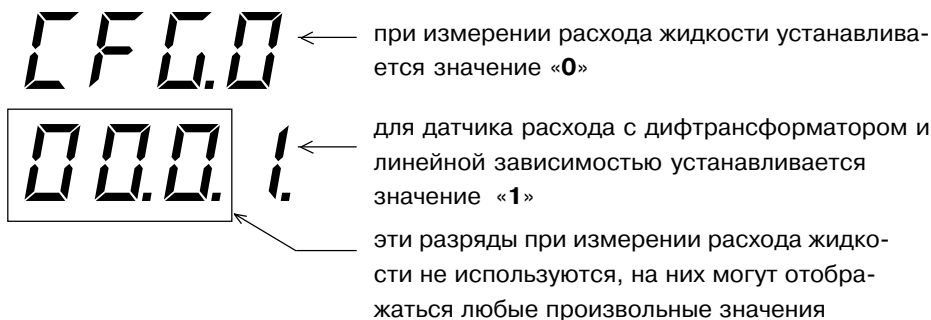 CFG.0
при измерении расхода жидкости устанавлива-
ется значение «0»
00.0.1.
для датчика расхода с дифтрансформатором и
линейной зависимостью устанавливается
значение «1»
эти разряды при измерении расхода жидко-
сти не используются, на них могут отобра-
жаться любые произвольные значения